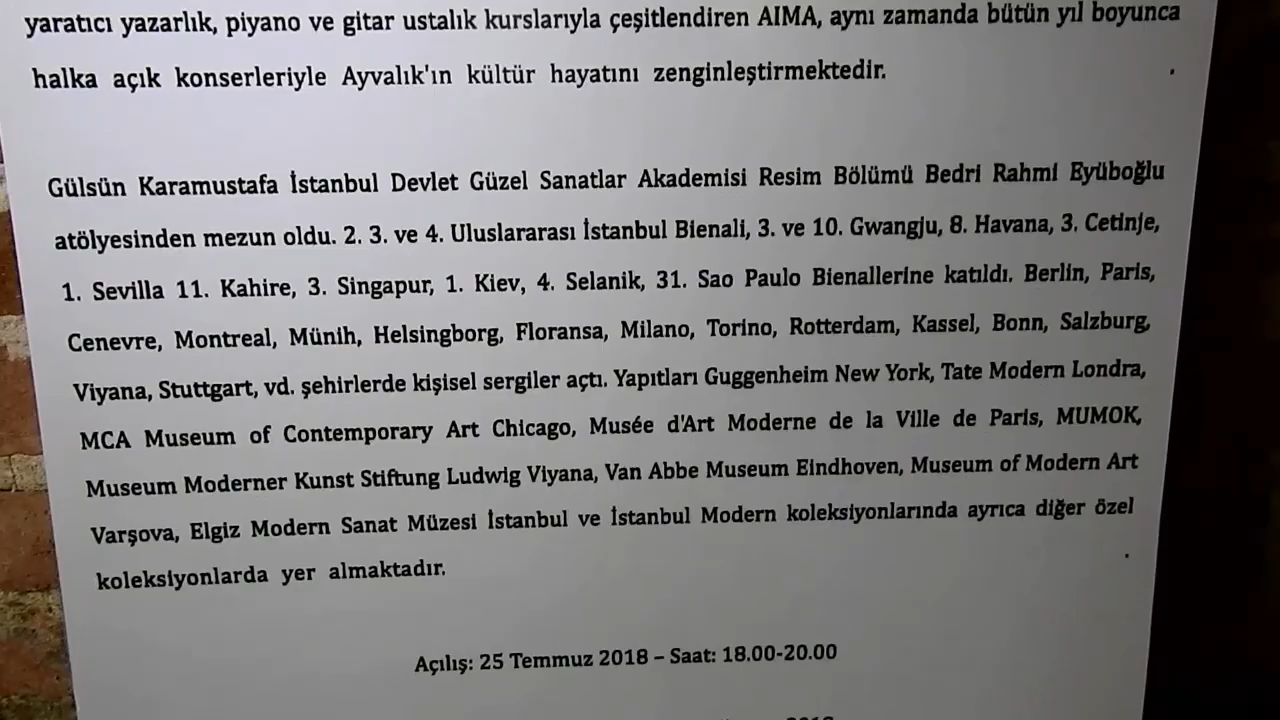 yaratıcı yazarlık, piyano ve gitar ustalık kurslarıyla çeşitlendiren AIMA, aynı zamanda bütün yıl boyunca
halka açık konserleriyle Ayvalık'ın kültür hayatını zenginleştirmektedir.
Gülsün Karamustafa İstanbul Devlet Güzel Sanatlar Akademisi Resim Bölümü Bedri Rahmi Eyüboğlu
atölyesinden mezun oldu. 2. 3. ve 4. Uluslararası İstanbul Bienali, 3. ve 10. Gwangju, 8. Havana, 3. Cetinje,
1. Sevilla 11. Kahire, 3. Singapur, 1. Kiev, 4. Selanik, 31. Sao Paulo Bienallerine katıldı. Berlin, Paris,
Cenevre, Montreal, Münih, Helsingborg, Floransa, Milano, Torino, Rotterdam, Kassel, Bonn, Salzburg,
Viyana, Stuttgart, vd. şehirlerde kişisel sergiler açtı. Yapıtları Guggenheim New York, Tate Modern Londra,
MCA Museum of Contemporary Art Chicago, Musée d'Art Moderne de la Ville de Paris, MUMOK,
Museum Moderner Kunst Stiftung Ludwig Viyana, Van Abbe Museum Eindhoven, Museum of Modern Art
Varşova, Elgiz Modern Sanat Müzesi İstanbul ve İstanbul Modern koleksiyonlarında ayrıca diğer özel
koleksiyonlarda yer almaktadır.
Açılış: 25 Temmuz 2018 – Saat: 18.00-20.00